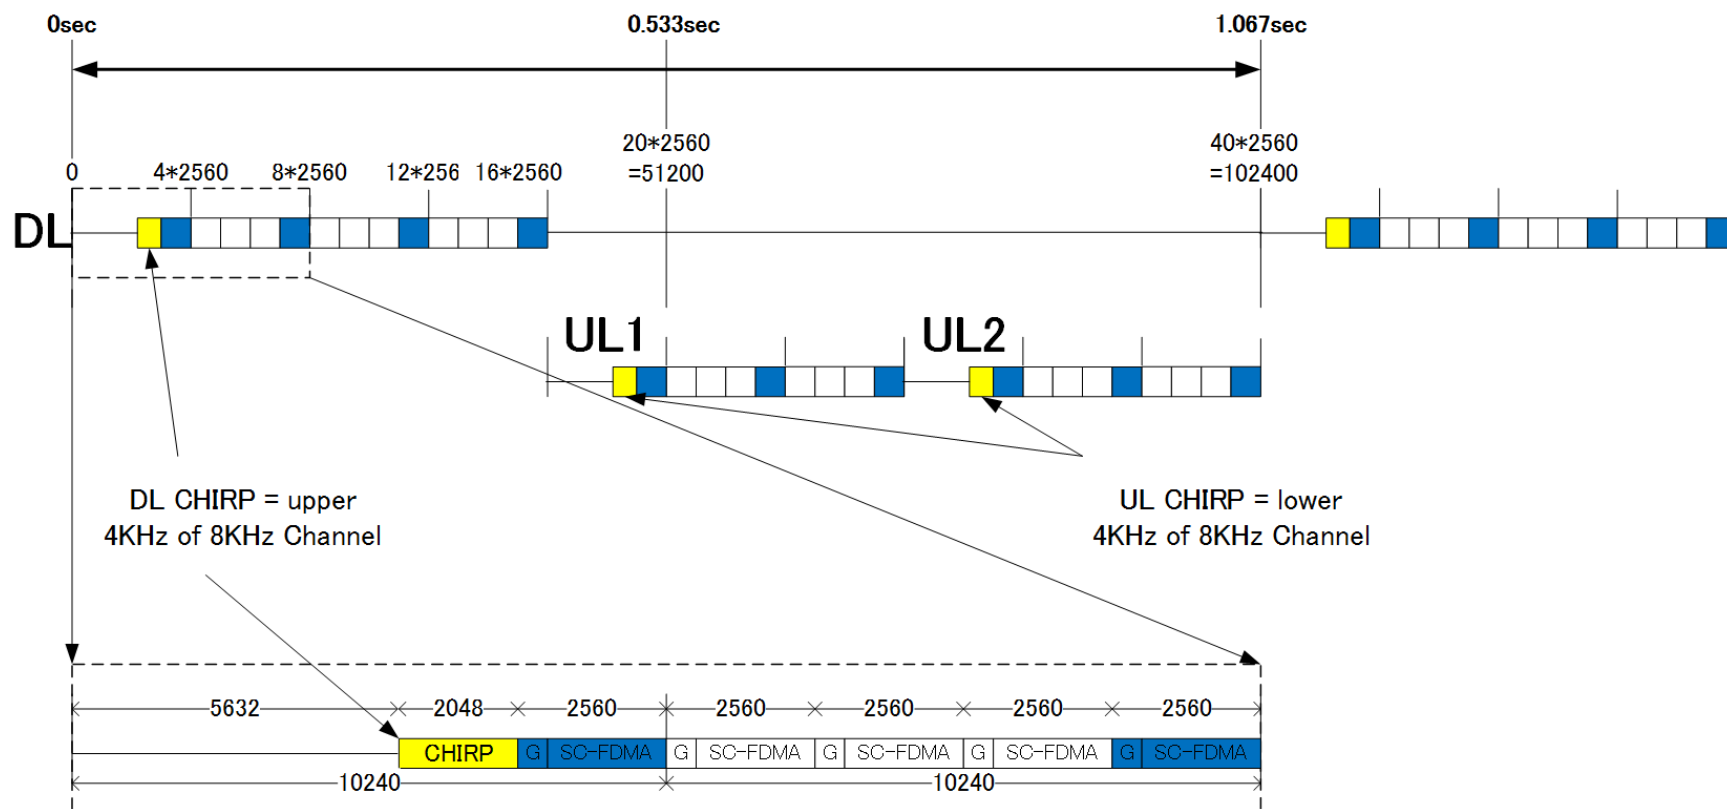 0sec 0.533sec 1.067sec
20*2560 40*2560
0 4*2560 8*2560 12*256 16*2560 =51200 =102400
DL
UL1 UL2
DL CHIRP = upper
4KHz of 8KHz Channel
UL CHIRP = lower
4KHz of 8KHz Channel
5632 2048 2560 2560 2560 2560 2560
CHIRP G SC-FDMA G SC-FDMA G SC-FDMA G SC-FDMA G SC-FDMA
10240 10240